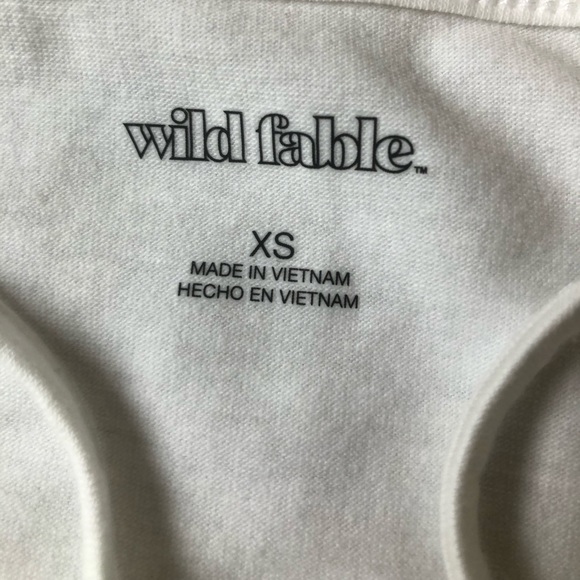 wild fable™
XS
MADE IN VIETNAM
HECHO EN VIETNAM